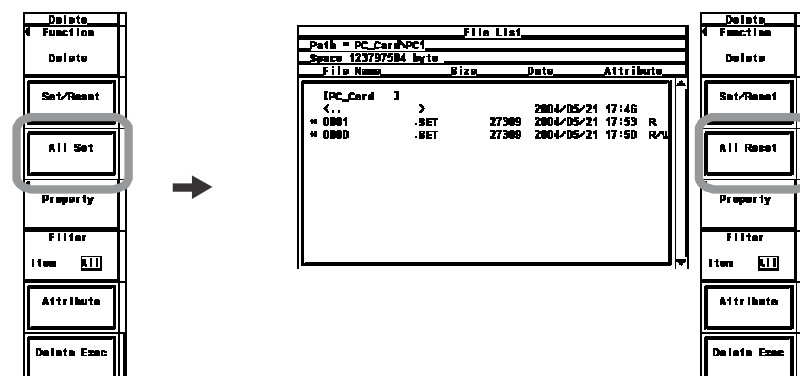 Delete
Function
Delete
Set/Reset
All Set
Property
Filter
Item All
Attribute
Delete Exec
File List
Path = PC_Card\PC1
Space 123797504 byte
File Name Size Date Attribute
[PC_Card ]
<.. > 2004/05/21 17:46
* 0001 .SET 27309 2004/05/21 17:53 R
* 0000 .SET 27309 2004/05/21 17:50 R/W
Delete
Function
Delete
Set/Reset
All Reset
Property
Filter
Item All
Attribute
Delete Exec